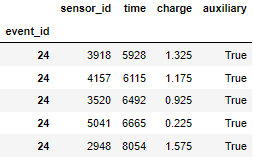 sensor_id time charge auxiliary
event_id
24 3918 5928 1.325 True
24 4157 6115 1.175 True
24 3520 6492 0.925 True
24 5041 6665 0.225 True
24 2948 8054 1.575 True